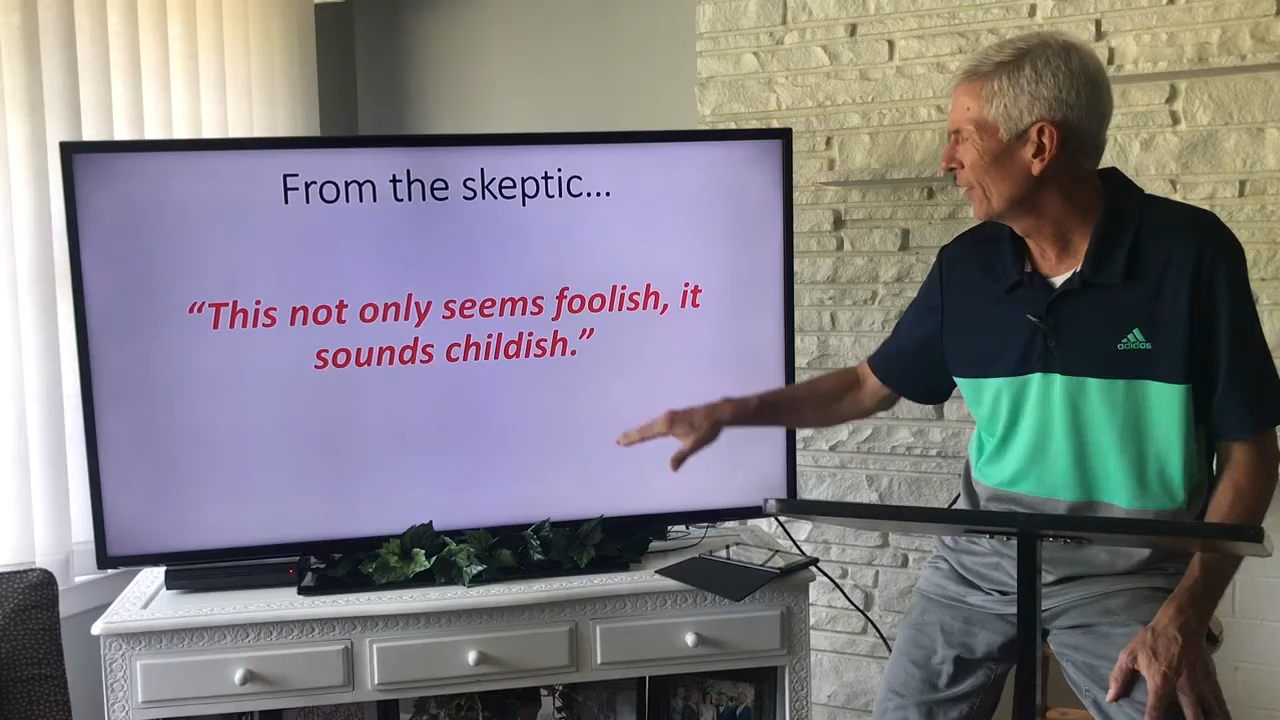 From the skeptic...
“This not only seems foolish, it
sounds childish.”
adidas